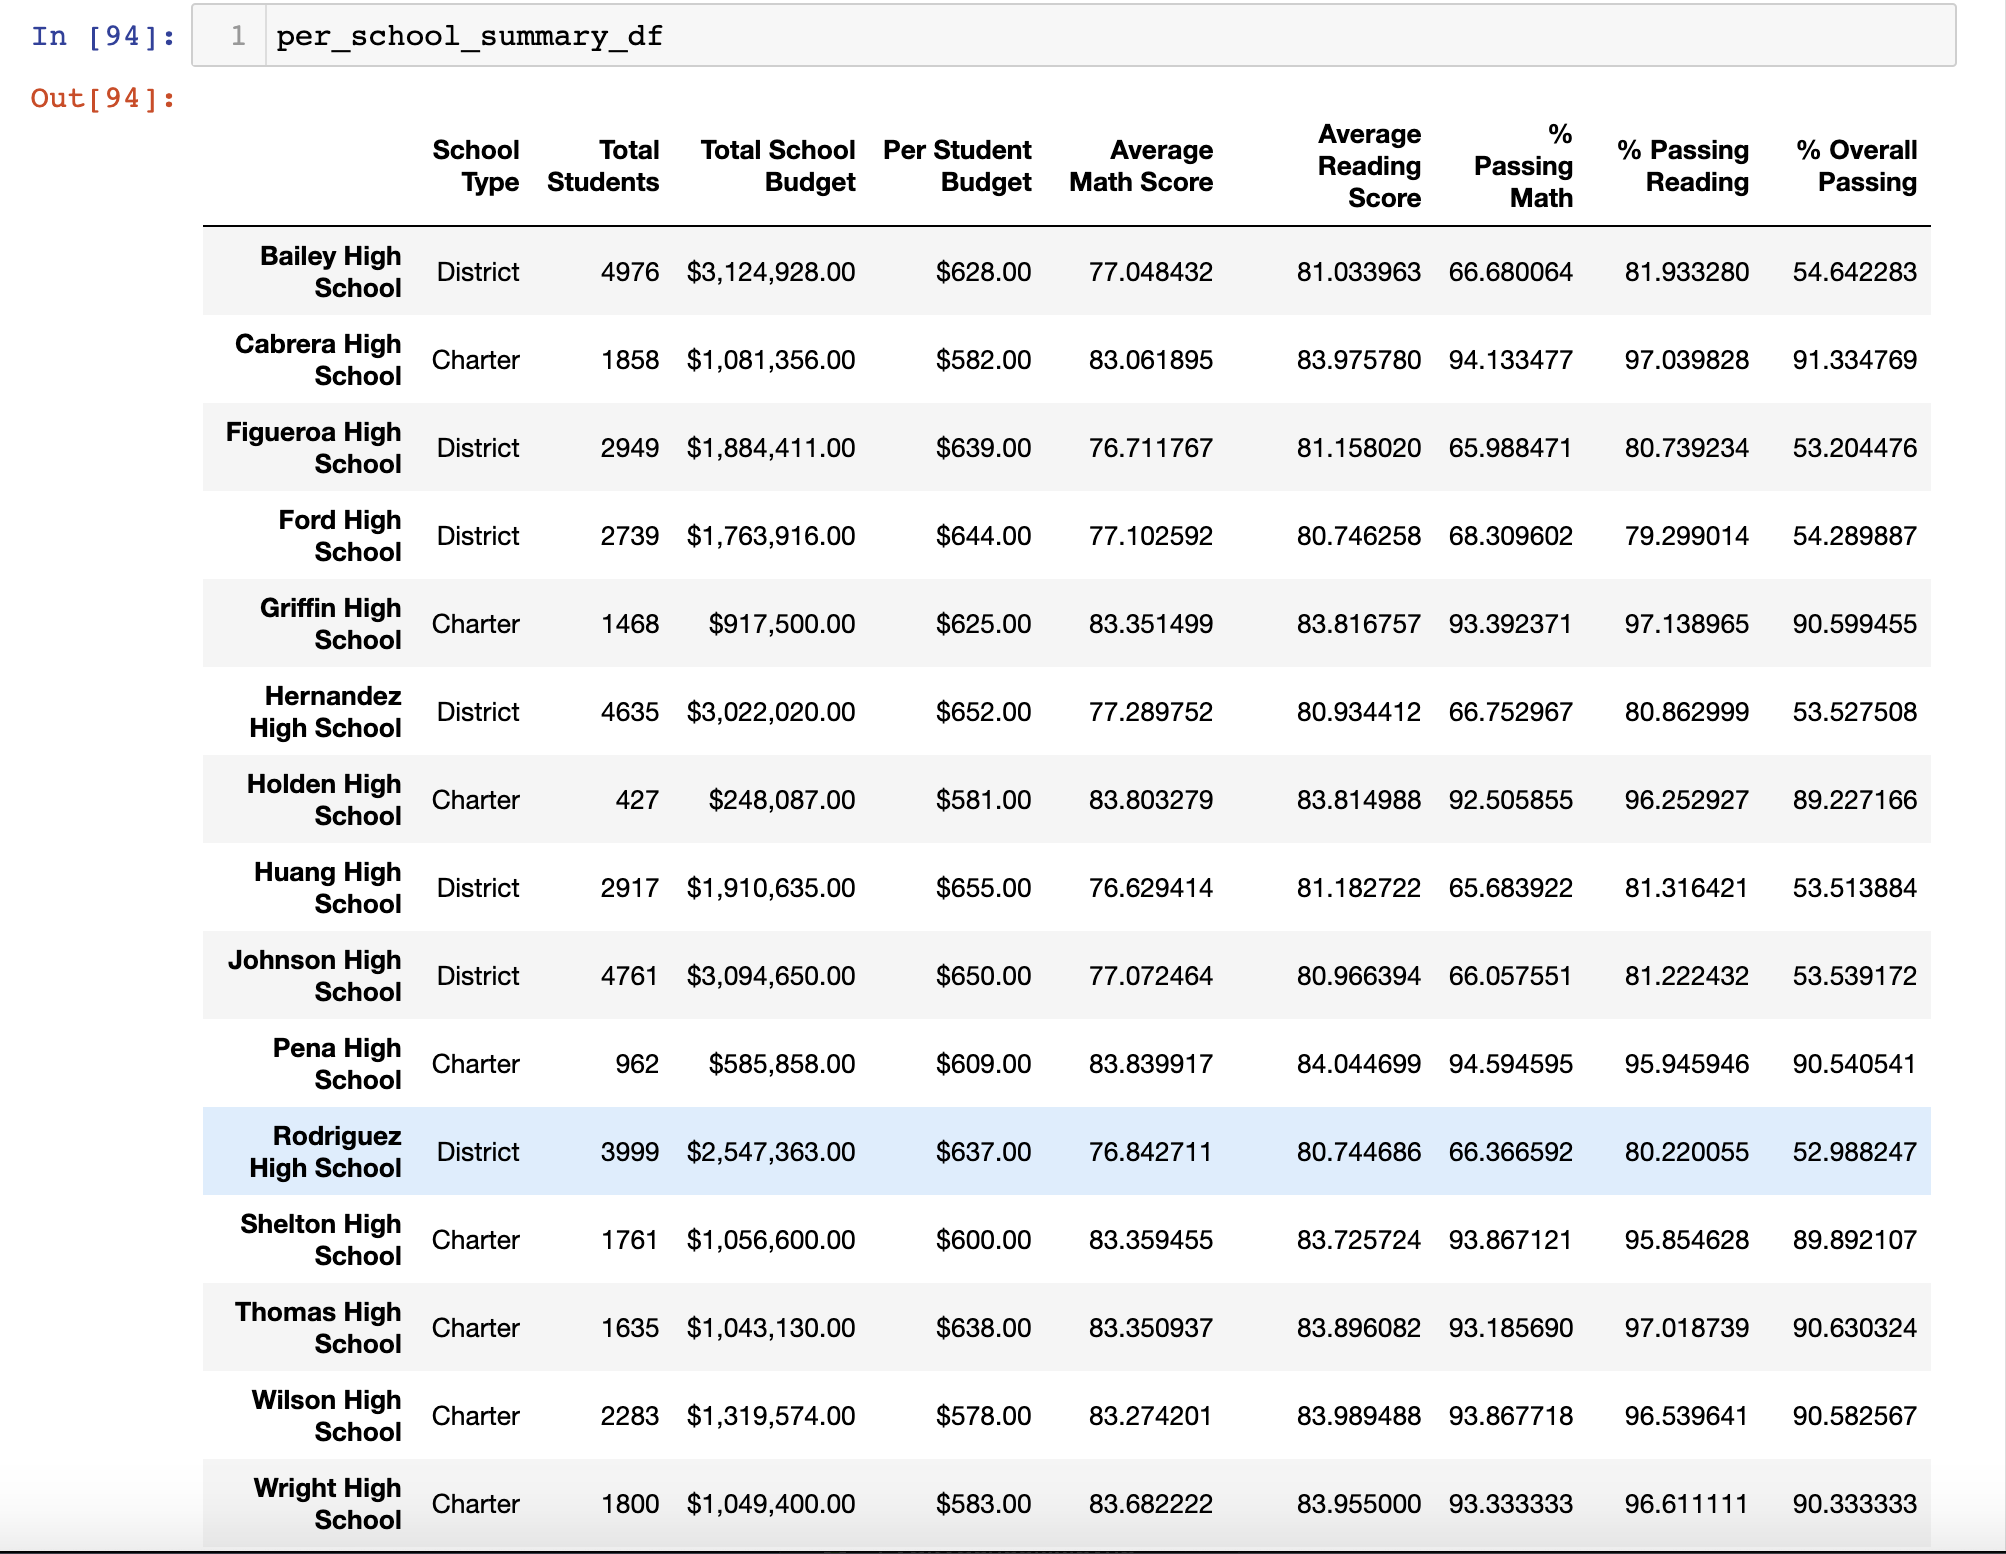 In [94]: 1 per_school_summary_df
Out[94]:
School Type Total Students Total School Budget Per Student Budget Average Math Score Average Reading Score % Passing Math % Passing Reading % Overall Passing
Bailey High School District 4976 $3,124,928.00 $628.00 77.048432 81.033963 66.680064 81.933280 54.642283
Cabrera High School Charter 1858 $1,081,356.00 $582.00 83.061895 83.975780 94.133477 97.039828 91.334769
Figueroa High School District 2949 $1,884,411.00 $639.00 76.711767 81.158020 65.988471 80.739234 53.204476
Ford High School District 2739 $1,763,916.00 $644.00 77.102592 80.746258 68.309602 79.299014 54.289887
Griffin High School Charter 1468 $917,500.00 $625.00 83.351499 83.816757 93.392371 97.138965 90.599455
Hernandez High School District 4635 $3,022,020.00 $652.00 77.289752 80.934412 66.752967 80.862999 53.527508
Holden High School Charter 427 $248,087.00 $581.00 83.803279 83.814988 92.505855 96.252927 89.227166
Huang High School District 2917 $1,910,635.00 $655.00 76.629414 81.182722 65.683922 81.316421 53.513884
Johnson High School District 4761 $3,094,650.00 $650.00 77.072464 80.966394 66.057551 81.222432 53.539172
Pena High School Charter 962 $585,858.00 $609.00 83.839917 84.044699 94.594595 95.945946 90.540541
Rodriguez High School District 3999 $2,547,363.00 $637.00 76.842711 80.744686 66.366592 80.220055 52.988247
Shelton High School Charter 1761 $1,056,600.00 $600.00 83.359455 83.725724 93.867121 95.854628 89.892107
Thomas High School Charter 1635 $1,043,130.00 $638.00 83.350937 83.896082 93.185690 97.018739 90.630324
Wilson High School Charter 2283 $1,319,574.00 $578.00 83.274201 83.989488 93.867718 96.539641 90.582567
Wright High School Charter 1800 $1,049,400.00 $583.00 83.682222 83.955000 93.333333 96.611111 90.333333